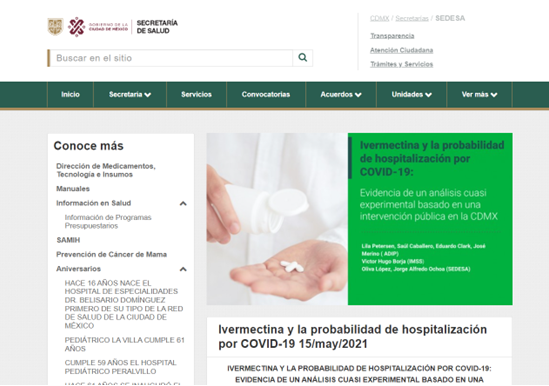 GOBIERNO DE LA
CIUDAD DE MÉXICO
SECRETARÍA
DE SALUD
CDMX / Secretarias / SEDESA
Transparencia
Atención Ciudadana
Trámites y Servicios
Buscar en el sitio
Inicio
Secretaria
Servicios
Convocatorias
Acuerdos
Unidades
Ver más
Conoce más
Dirección de Medicamentos,
Tecnología e Insumos
Manuales
Información en Salud
Información de Programas
Presupuestarios
SAMIH
Prevención de Cáncer de Mama
Aniversarios
HACE 16 AÑOS NACE EL
HOSPITAL DE ESPECIALIDADES
DR. BELISARIO DOMÍNGUEZ
PRIMERO DE SU TIPO DE LA RED
DE SALUD DE LA CIUDAD DE
MÉXICO
PEDIÁTRICO LA VILLA CUMPLE 61
AÑOS
CUMPLE 59 AÑOS EL HOSPITAL
PEDIÁTRICO PERALVILLO
HACE 61 AÑOS SE INAUGURÓ EL
Ivermectina y la probabilidad
de hospitalización por
COVID-19:
Evidencia de un análisis cuasi
experimental basado en una
intervención pública en la CDMX
Lila Petersen, Saúl Caballero, Eduardo Clark, José
Merino ( ADIP)
Víctor Hugo Borja (IMSS)
Oliva López, Jorge Alfredo Ochoa (SEDESA)
Ivermectina y la probabilidad de hospitalización
por COVID-19 15/may/2021
IVERMECTINA Y LA PROBABILIDAD DE HOSPITALIZACIÓN POR COVID-19:
EVIDENCIA DE UN ANÁLISIS CUASI EXPERIMENTAL BASADO EN UNA